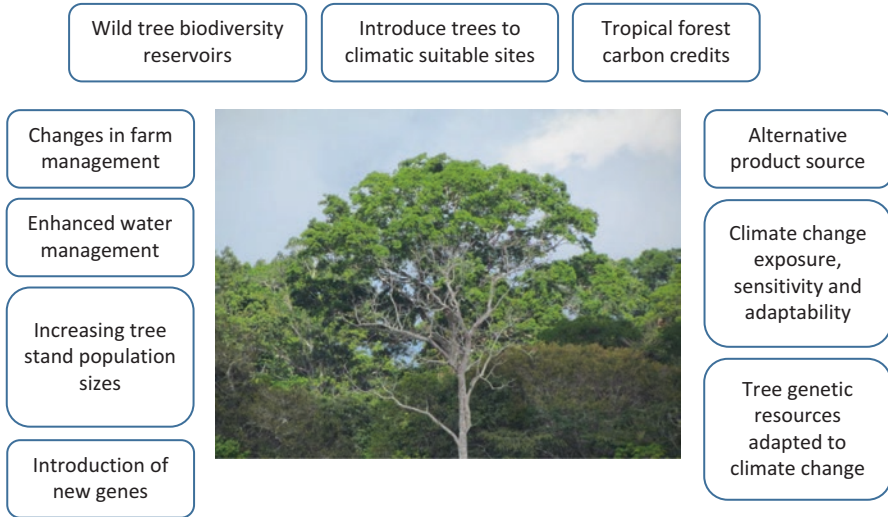 Wild tree biodiversity
reservoirs
Introduce trees to
climatic suitable sites
Tropical forest
carbon credits
Changes in farm
management
Enhanced water
management
Increasing tree
stand population
sizes
Introduction of
new genes
Alternative
product source
Climate change
exposure,
sensitivity and
adaptability
Tree genetic
resources
adapted to
climate change